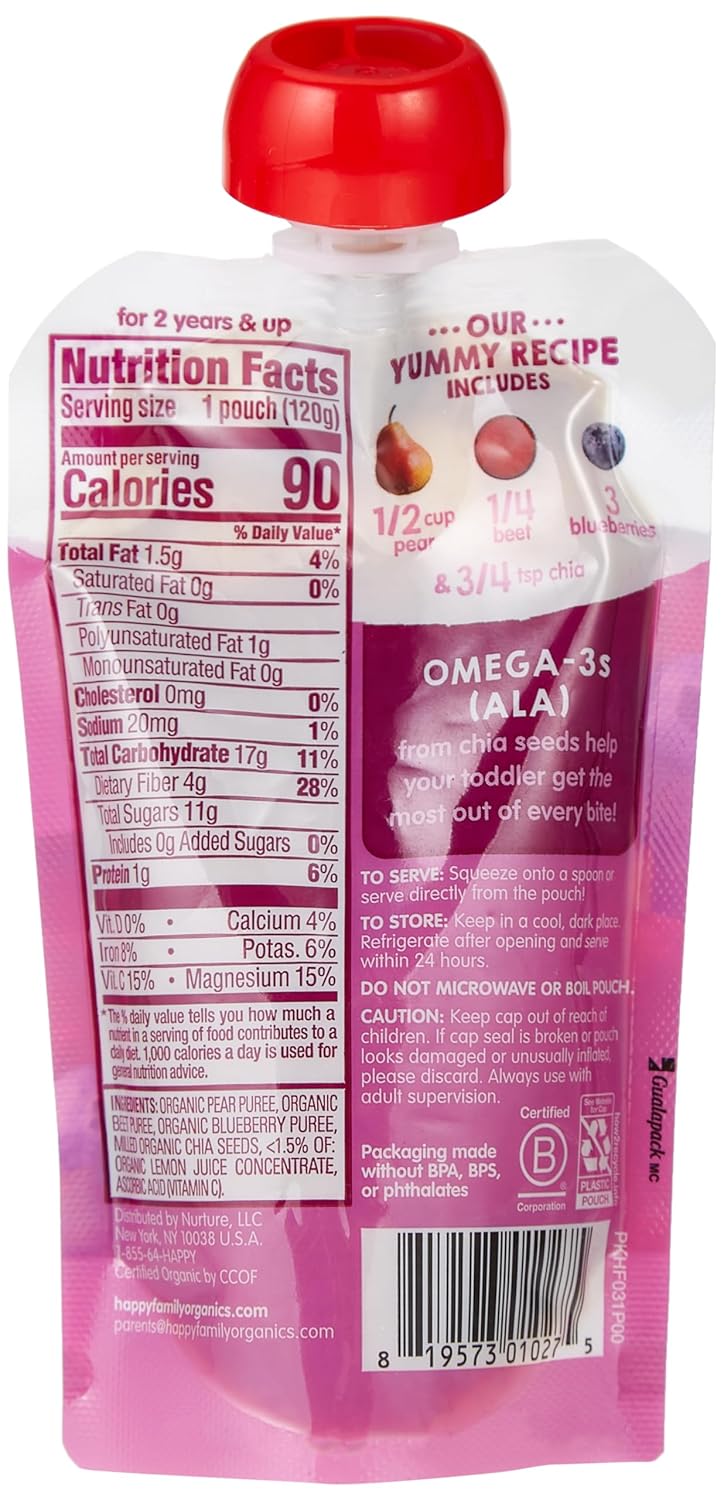 for 2 years & up
Nutrition Facts
Serving size 1 pouch (120g)
Amount per serving
Calories 90
% Daily Value*
Total Fat 1.5g 4%
Saturated Fat 0g 0%
Trans Fat 0g
Polyunsaturated Fat 1g
Monounsaturated Fat 0g
Cholesterol 0mg 0%
Sodium 20mg 1%
Total Carbohydrate 17g 11%
Dietary Fiber 4g 28%
Total Sugars 11g
Includes 0g Added Sugars 0%
Protein 1g 6%
Vit. D 0% • Calcium 4%
Iron 8% • Potas. 6%
Vit. C 15% • Magnesium 15%
*The % daily value tells you how much a
nutrient in a serving of food contributes to a
daily diet. 1,000 calories a day is used for
general nutrition advice.
INGREDIENTS: ORGANIC PEAR PUREE, ORGANIC
BEET PUREE, ORGANIC BLUEBERRY PUREE,
MILLED ORGANIC CHIA SEEDS, <1.5% OF:
ORGANIC LEMON JUICE CONCENTRATE,
ASCORBIC ACID (VITAMIN C).
Distributed by Nurture, LLC
New York, NY 10038 U.S.A.
1-855-64-HAPPY
Certified Organic by CCOF
happyfamilyorganics.com
parents@happyfamilyorganics.com
...OUR...
YUMMY RECIPE
INCLUDES
1/2 cup
pear
1/4
beet
3
blueberries
& 3/4 tsp chia
OMEGA-3s
(ALA)
from chia seeds help
your toddler get the
most out of every bite!
TO SERVE: Squeeze onto a spoon or
serve directly from the pouch!
TO STORE: Keep in a cool, dark place.
Refrigerate after opening and serve
within 24 hours.
DO NOT MICROWAVE OR BOIL POUCH.
CAUTION: Keep cap out of reach of
children. If cap seal is broken or pouch
looks damaged or unusually inflated,
please discard. Always use with
adult supervision.
Packaging made
without BPA, BPS,
or phthalates
Certified
B
®
Corporation
See Website
for Cap
PLASTIC
POUCH
how2recycle.info
Gualapack MC
PKHF031P00
8 19573 01027 5